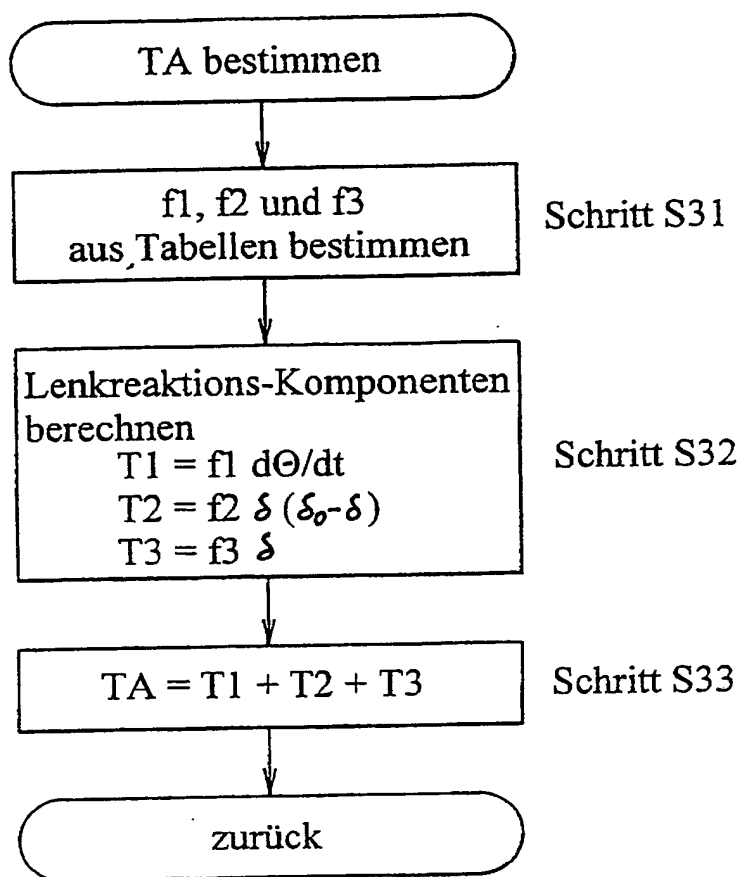 TA bestimmen
f1, f2 und f3
aus Tabellen bestimmen
Schritt S31
Lenkreaktions-Komponenten
berechnen
T1 = f1 dΘ/dt
T2 = f2 δ (δ₀-δ)
T3 = f3 δ
Schritt S32
TA = T1 + T2 + T3
Schritt S33
zurück